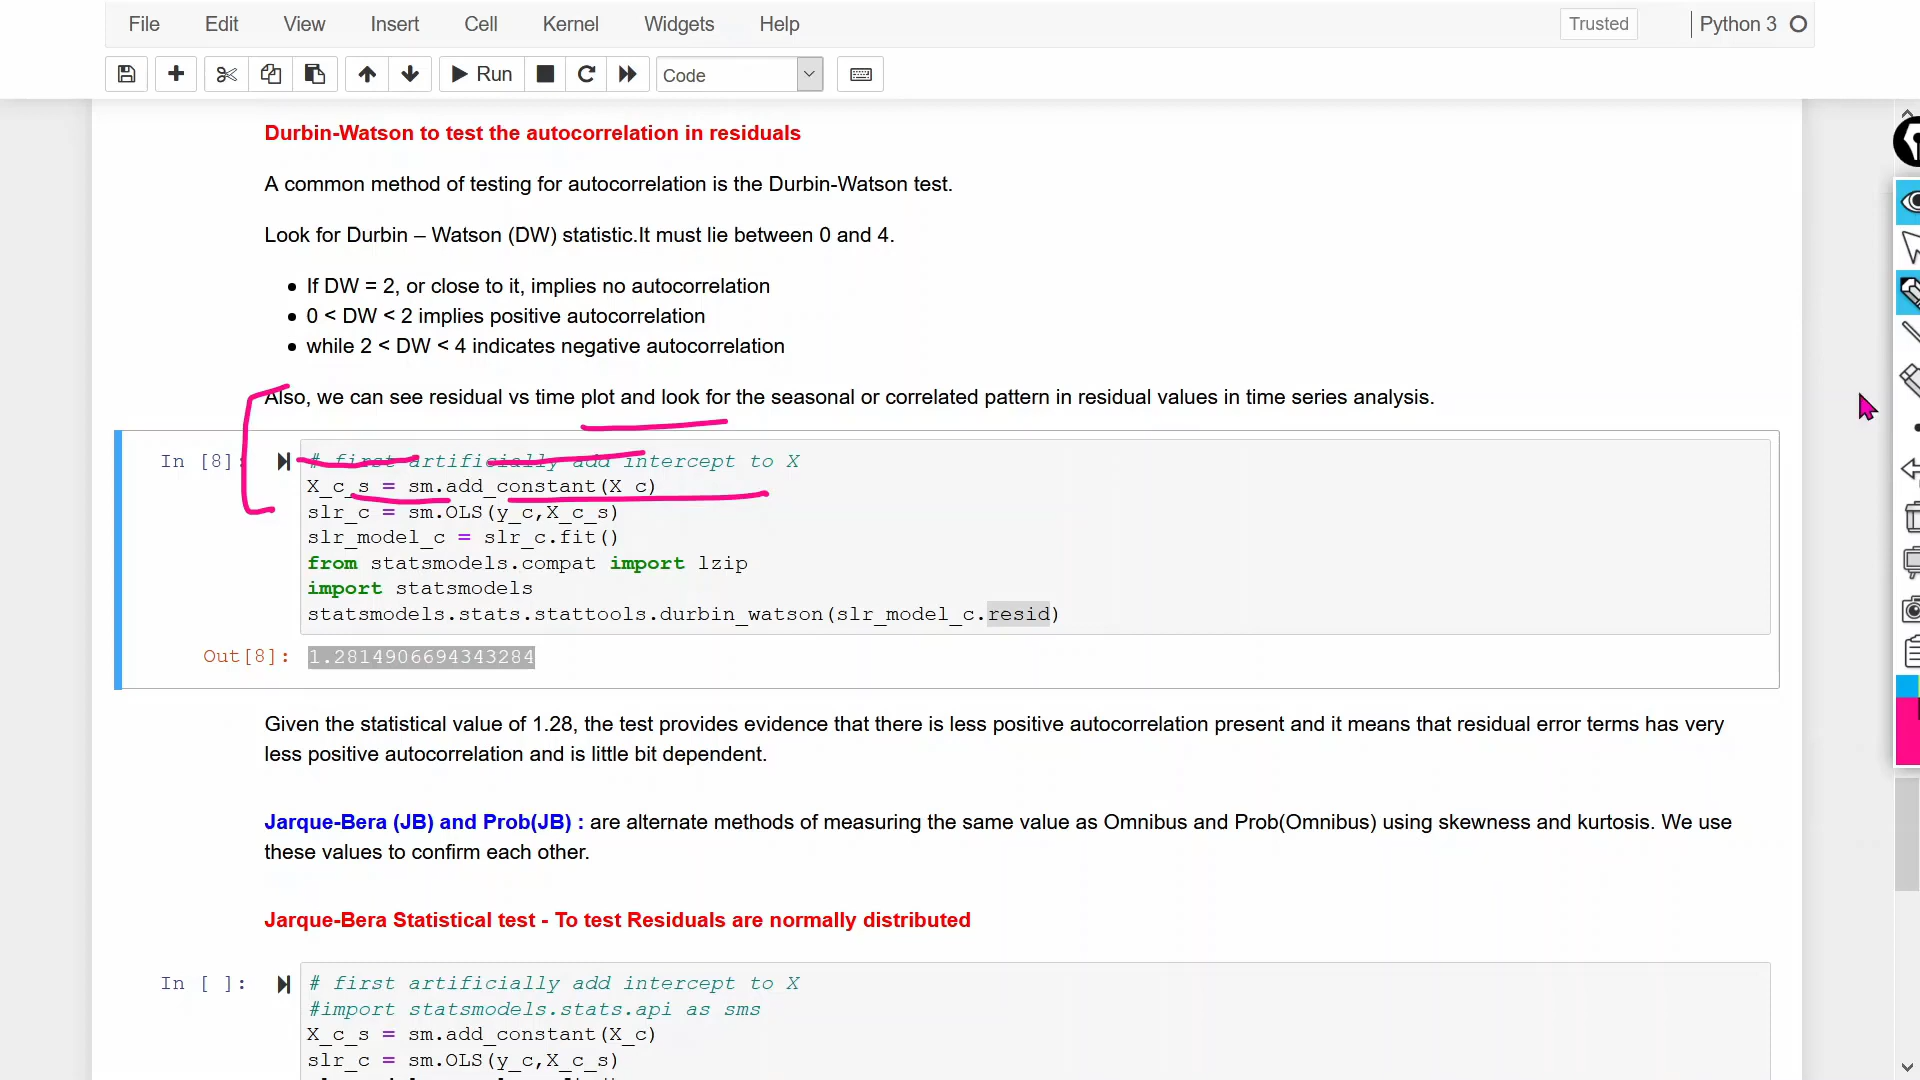 File Edit View Insert Cell Kernel Widgets Help Trusted Python 3
Run Code
Durbin-Watson to test the autocorrelation in residuals
A common method of testing for autocorrelation is the Durbin-Watson test.
Look for Durbin – Watson (DW) statistic.It must lie between 0 and 4.
• If DW = 2, or close to it, implies no autocorrelation
• 0 < DW < 2 implies positive autocorrelation
• while 2 < DW < 4 indicates negative autocorrelation
Also, we can see residual vs time plot and look for the seasonal or correlated pattern in residual values in time series analysis.
In [8]: # first artificially add intercept to X
X_c_s = sm.add_constant(X_c)
slr_c = sm.OLS(y_c,X_c_s)
slr_model_c = slr_c.fit()
from statsmodels.compat import lzip
import statsmodels
statsmodels.stats.stattools.durbin_watson(slr_model_c.resid)
Out[8]: 1.2814906694343284
Given the statistical value of 1.28, the test provides evidence that there is less positive autocorrelation present and it means that residual error terms has very
less positive autocorrelation and is little bit dependent.
Jarque-Bera (JB) and Prob(JB) : are alternate methods of measuring the same value as Omnibus and Prob(Omnibus) using skewness and kurtosis. We use
these values to confirm each other.
Jarque-Bera Statistical test - To test Residuals are normally distributed
In [ ]: # first artificially add intercept to X
#import statsmodels.stats.api as sms
X_c_s = sm.add_constant(X_c)
slr_c = sm.OLS(y_c,X_c_s)